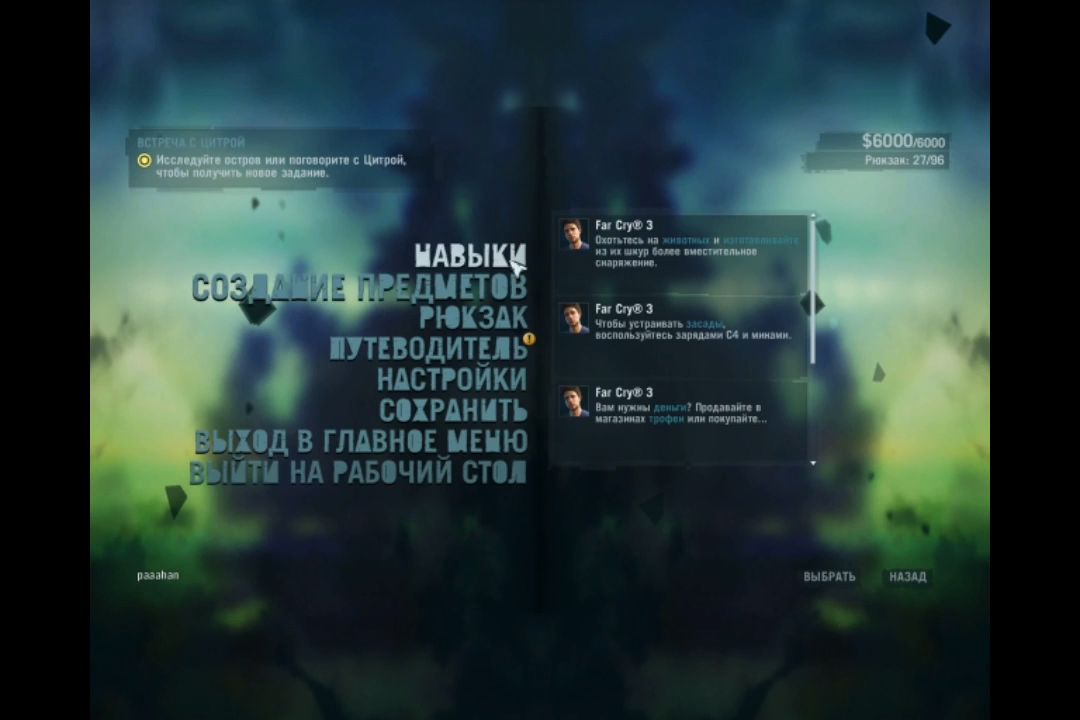 ВСТРЕЧА С ЦИТРОЙ
Исследуйте остров или поговорите с Цитрой,
чтобы получить новое задание.
$6000/6000
Рюкзак: 27/96
НАВЫКИ
СОЗДАНИЕ ПРЕДМЕТОВ
РЮКЗАК
ПУТЕВОДИТЕЛЬ
НАСТРОЙКИ
СОХРАНИТЬ
ВЫХОД В ГЛАВНОЕ МЕНЮ
ВЫЙТИ НА РАБОЧИЙ СТОЛ
Far Cry® 3
Охотьтесь на животных и изготавливайте
из их шкур более вместительное
снаряжение.
Far Cry® 3
Чтобы устраивать засады,
воспользуйтесь зарядами C4 и минами.
Far Cry® 3
Вам нужны деньги? Продавайте в
магазинах трофеи или покупайте...
paaahan
ВЫБРАТЬ
НАЗАД